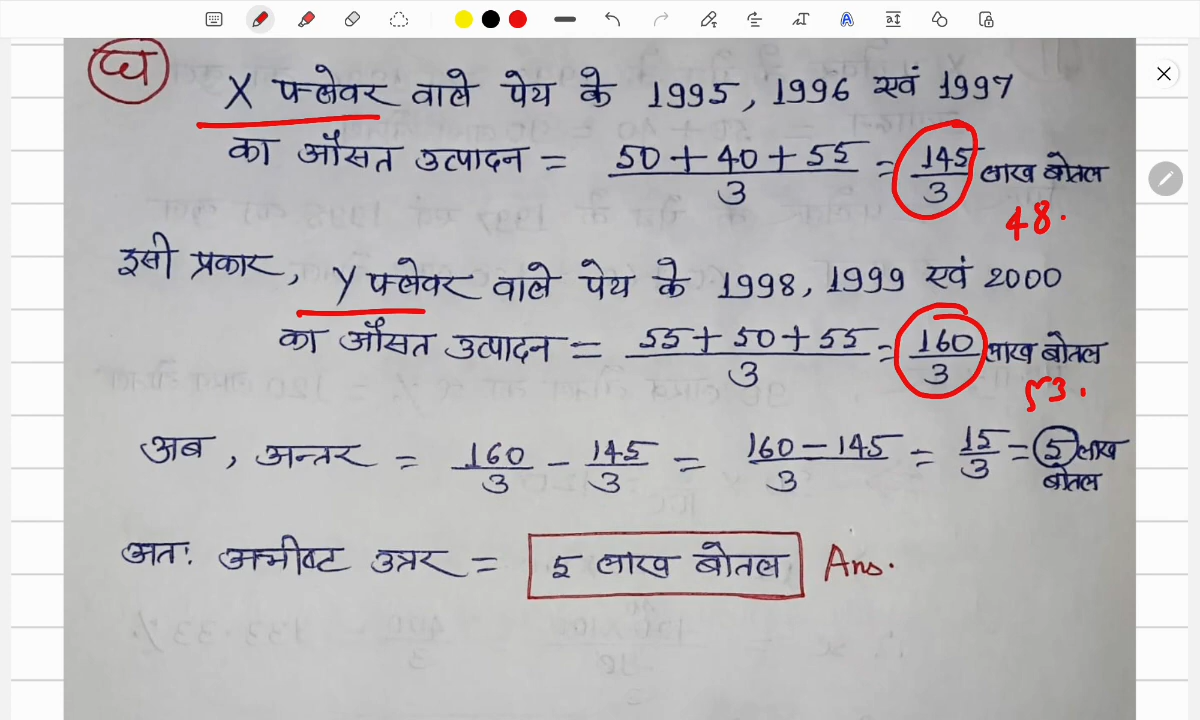 घ
X फ्लेवर वाले पेय के 1995, 1996 एवं 1997
का औसत उत्पादन = 50 + 40 + 55 / 3 = 145 / 3 लाख बोतल
48.
इसी प्रकार, Y फ्लेवर वाले पेय के 1998, 1999 एवं 2000
का औसत उत्पादन = 55 + 50 + 55 / 3 = 160 / 3 लाख बोतल
53.
अब, अन्तर = 160 / 3 - 145 / 3 = 160 - 145 / 3 = 15 / 3 = 5 लाख
बोतल
अतः अभीष्ट उत्तर = 5 लाख बोतल Ans.